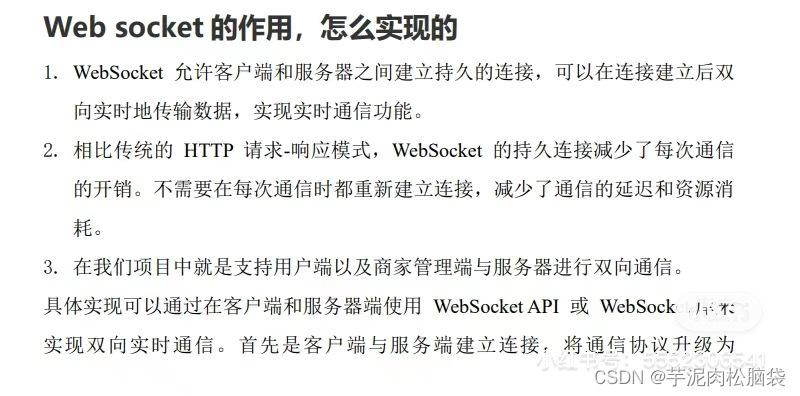 Web socket 的作用，怎么实现的
1. WebSocket 允许客户端和服务器之间建立持久的连接，可以在连接建立后双
向实时地传输数据，实现实时通信功能。
2. 相比传统的 HTTP 请求-响应模式，WebSocket 的持久连接减少了每次通信
的开销。不需要在每次通信时都重新建立连接，减少了通信的延迟和资源消
耗。
3. 在我们项目中就是支持用户端以及商家管理端与服务器进行双向通信。
具体实现可以通过在客户端和服务器端使用 WebSocket API 或 WebSocket 库来
实现双向实时通信。首先是客户端与服务端建立连接，将通信协议升级为
CSDN @芋泥肉松脑袋